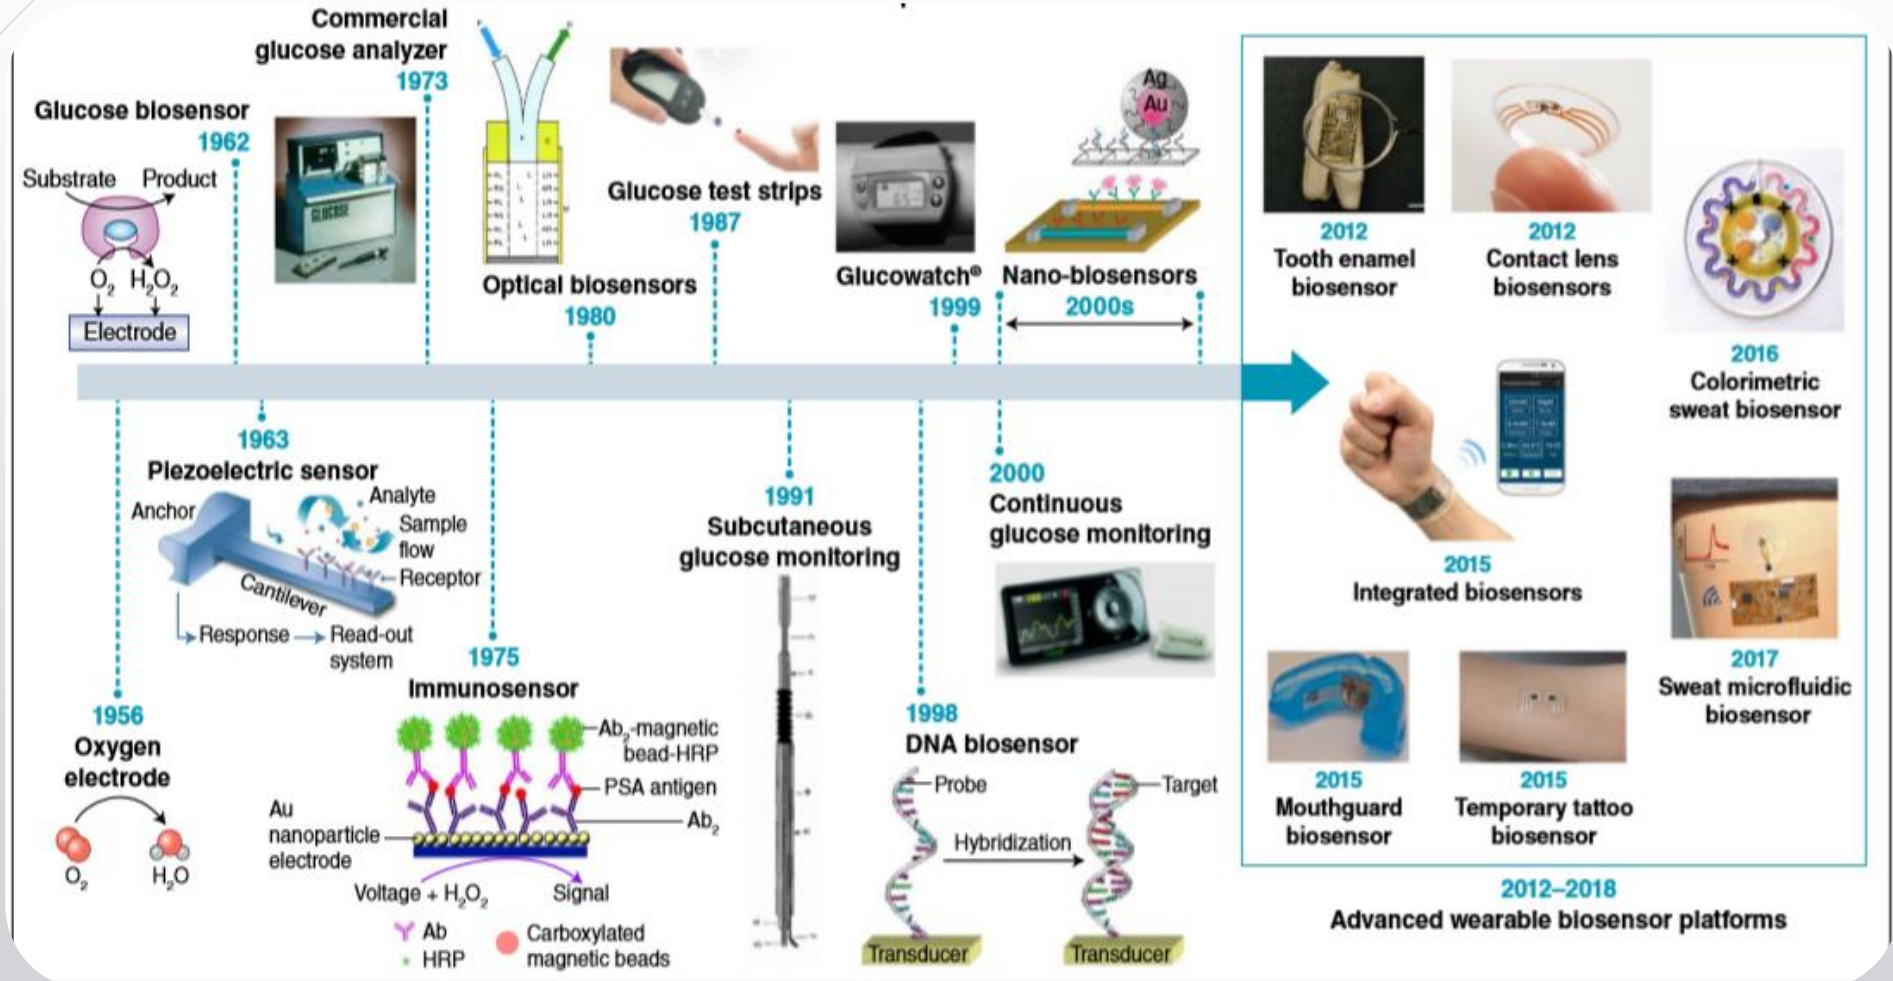 Commercial
glucose analyzer
1973
Glucose biosensor
1962
Substrate
Product
O2 H2O2
Electrode
GLUCOSE
Optical biosensors
1980
Glucose test strips
1987
Glucowatch®
1999
Ag
Au
Nano-biosensors
2000s
1956
Oxygen
electrode
O2
H2O
1963
Piezoelectric sensor
Anchor
Analyte
Sample
flow
Receptor
Cantilever
Response
Read-out
system
1975
Immunosensor
Ab2-magnetic
bead-HRP
PSA antigen
Ab2
Au
nanoparticle
electrode
Voltage + H2O2
Signal
Ab
HRP
Carboxylated
magnetic beads
1991
Subcutaneous
glucose monitoring
1998
DNA biosensor
Probe
Target
Hybridization
Transducer
Transducer
2000
Continuous
glucose monitoring
2012
Tooth enamel
biosensor
2012
Contact lens
biosensors
2016
Colorimetric
sweat biosensor
2015
Integrated biosensors
2017
Sweat microfluidic
biosensor
2015
Mouthguard
biosensor
2015
Temporary tattoo
biosensor
2012–2018
Advanced wearable biosensor platforms